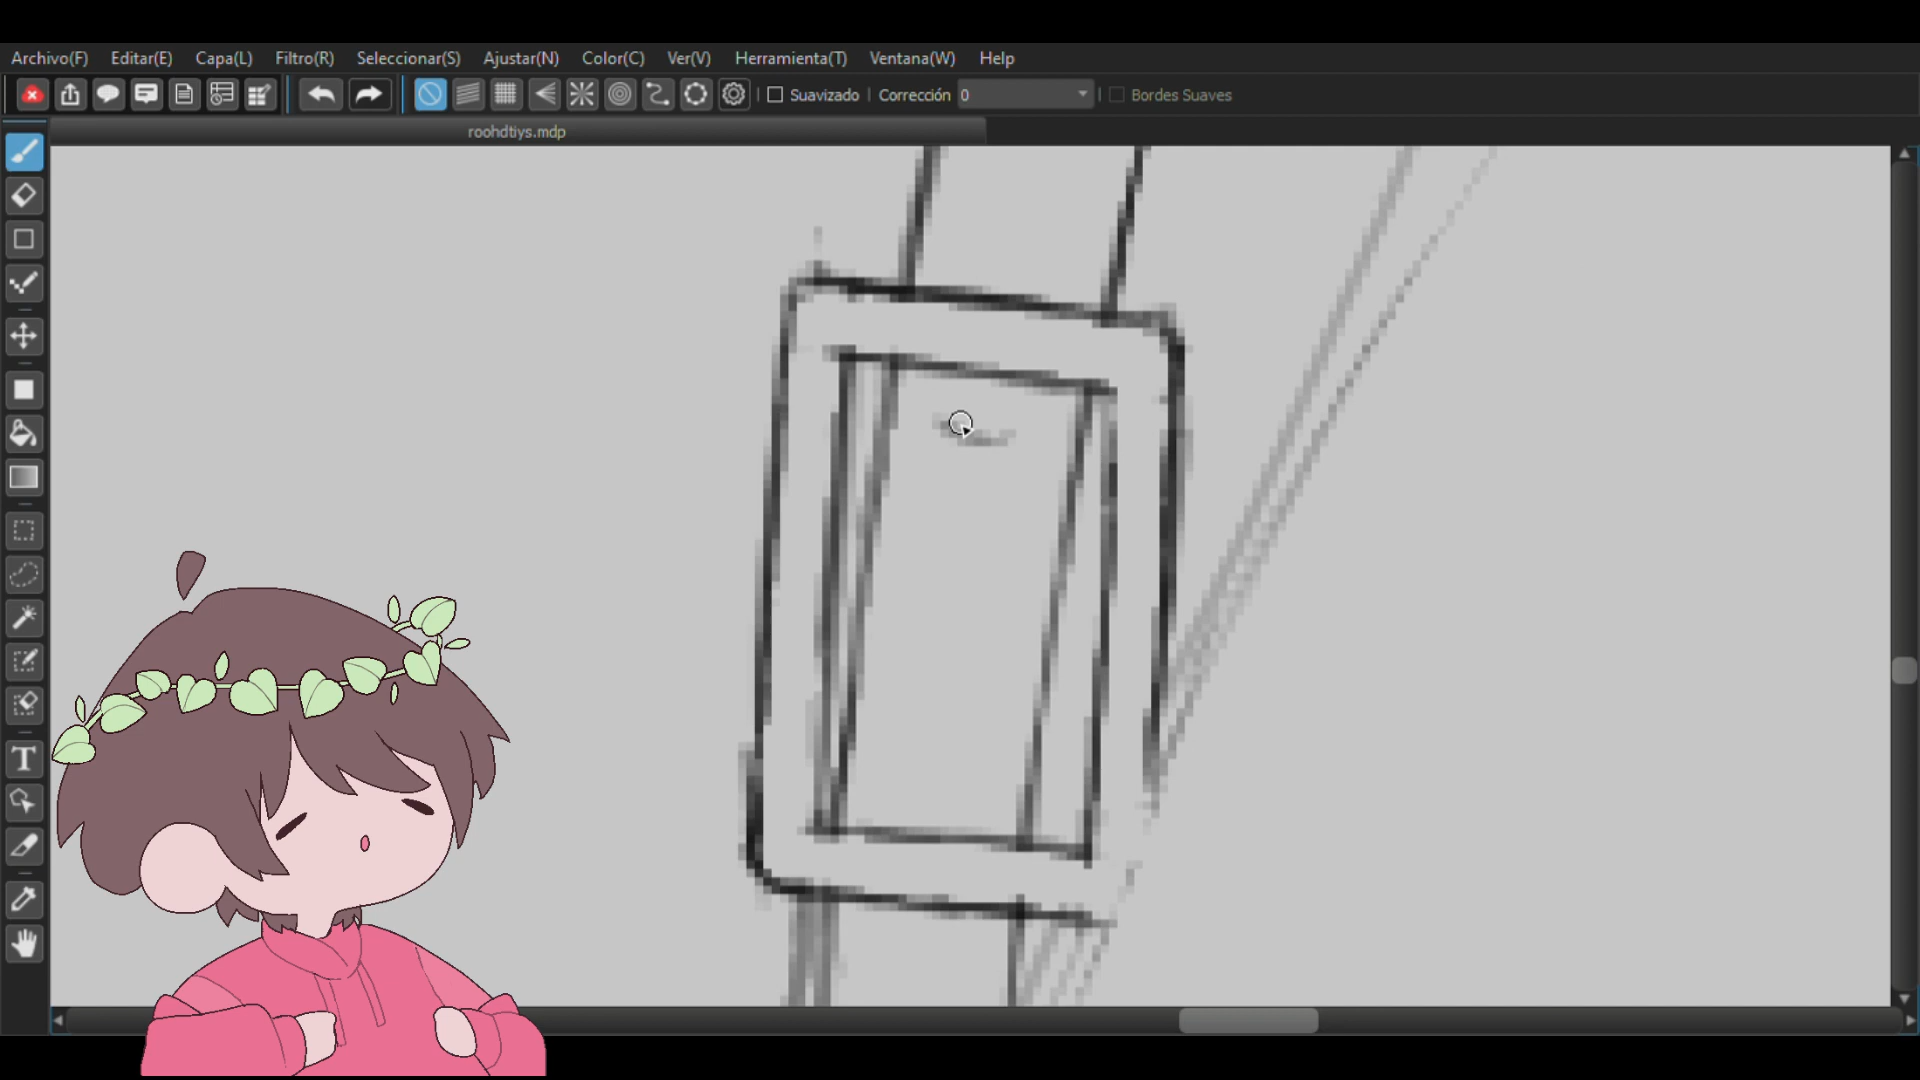 Archivo(F) Editar(E) Capa(L) Filtro(R) Seleccionar(S) Ajustar(N) Color(C) Ver(V) Herramienta(T) Ventana(W) Help
Suavizado Corrección 0 Bordes Suaves
roohdtiys.mdp
T